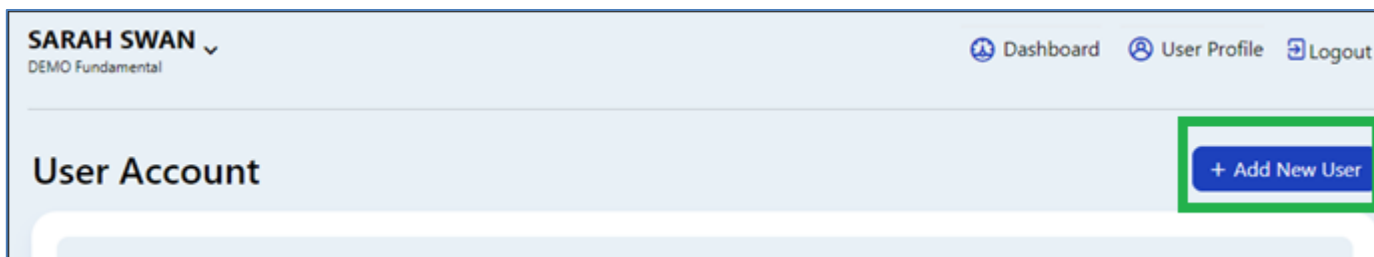 SARAH SWAN
DEMO Fundamental
Dashboard
User Profile
Logout
User Account
+ Add New User